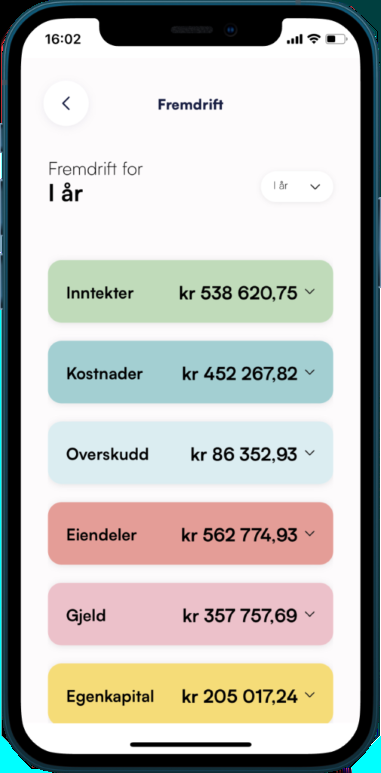 16:02
Fremdrift
Fremdrift for
I år
I år
Inntekter kr 538 620,75
Kostnader kr 452 267,82
Overskudd kr 86 352,93
Eiendeler kr 562 774,93
Gjeld kr 357 757,69
Egenkapital kr 205 017,24